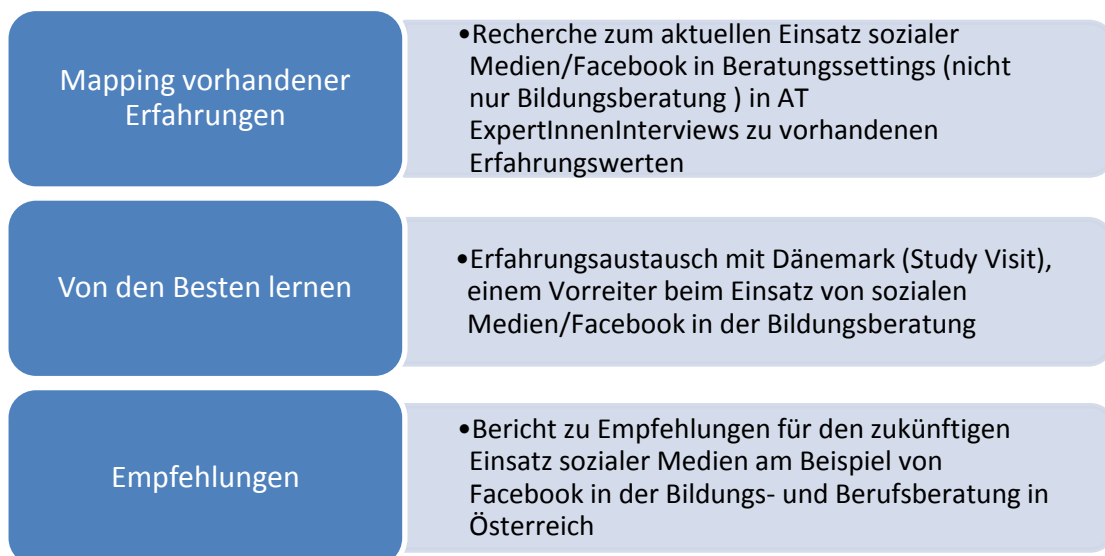 Mapping vorhandener
Erfahrungen
•Recherche zum aktuellen Einsatz sozialer
Medien/Facebook in Beratungssettings (nicht
nur Bildungsberatung ) in AT
ExpertInnenInterviews zu vorhandenen
Erfahrungswerten
Von den Besten lernen
•Erfahrungsaustausch mit Dänemark (Study Visit),
einem Vorreiter beim Einsatz von sozialen
Medien/Facebook in der Bildungsberatung
Empfehlungen
•Bericht zu Empfehlungen für den zukünftigen
Einsatz sozialer Medien am Beispiel von
Facebook in der Bildungs- und Berufsberatung in
Österreich